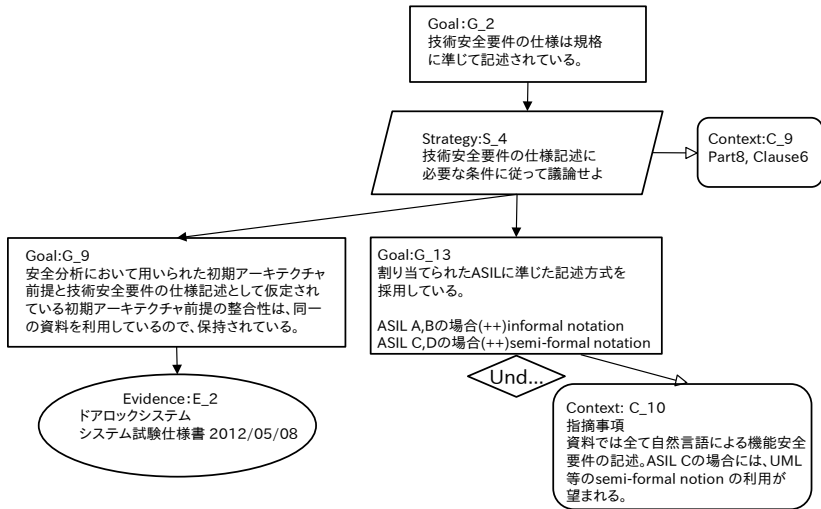 Goal:G_2
技術安全要件の仕様は規格
に準じて記述されている。
Strategy:S_4
技術安全要件の仕様記述に
必要な条件に従って議論せよ
Context:C_9
Part8, Clause6
Goal:G_9
安全分析において用いられた初期アーキテクチャ
前提と技術安全要件の仕様記述として仮定され
ている初期アーキテクチャ前提の整合性は、同一
の資料を利用しているので、保持されている。
Goal:G_13
割り当てられたASILに準じた記述方式を
採用している。
ASIL A,Bの場合(++)informal notation
ASIL C,Dの場合(++)semi-formal notation
Und...
Evidence:E_2
ドアロックシステム
システム試験仕様書 2012/05/08
Context: C_10
指摘事項
資料では全て自然言語による機能安全
要件の記述。ASIL Cの場合には、UML
等のsemi-formal notion の利用が
望まれる。